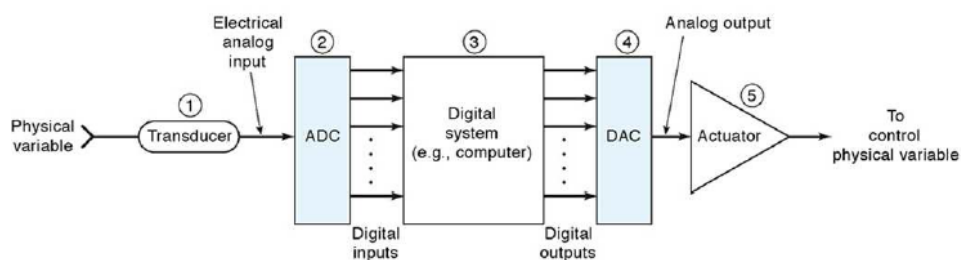 Electrical
analog
input
Analog output
1
2
3
4
5
Physical
variable
Transducer
ADC
Digital
system
(e.g., computer)
DAC
Actuator
To
control
physical variable
Digital
inputs
Digital
outputs